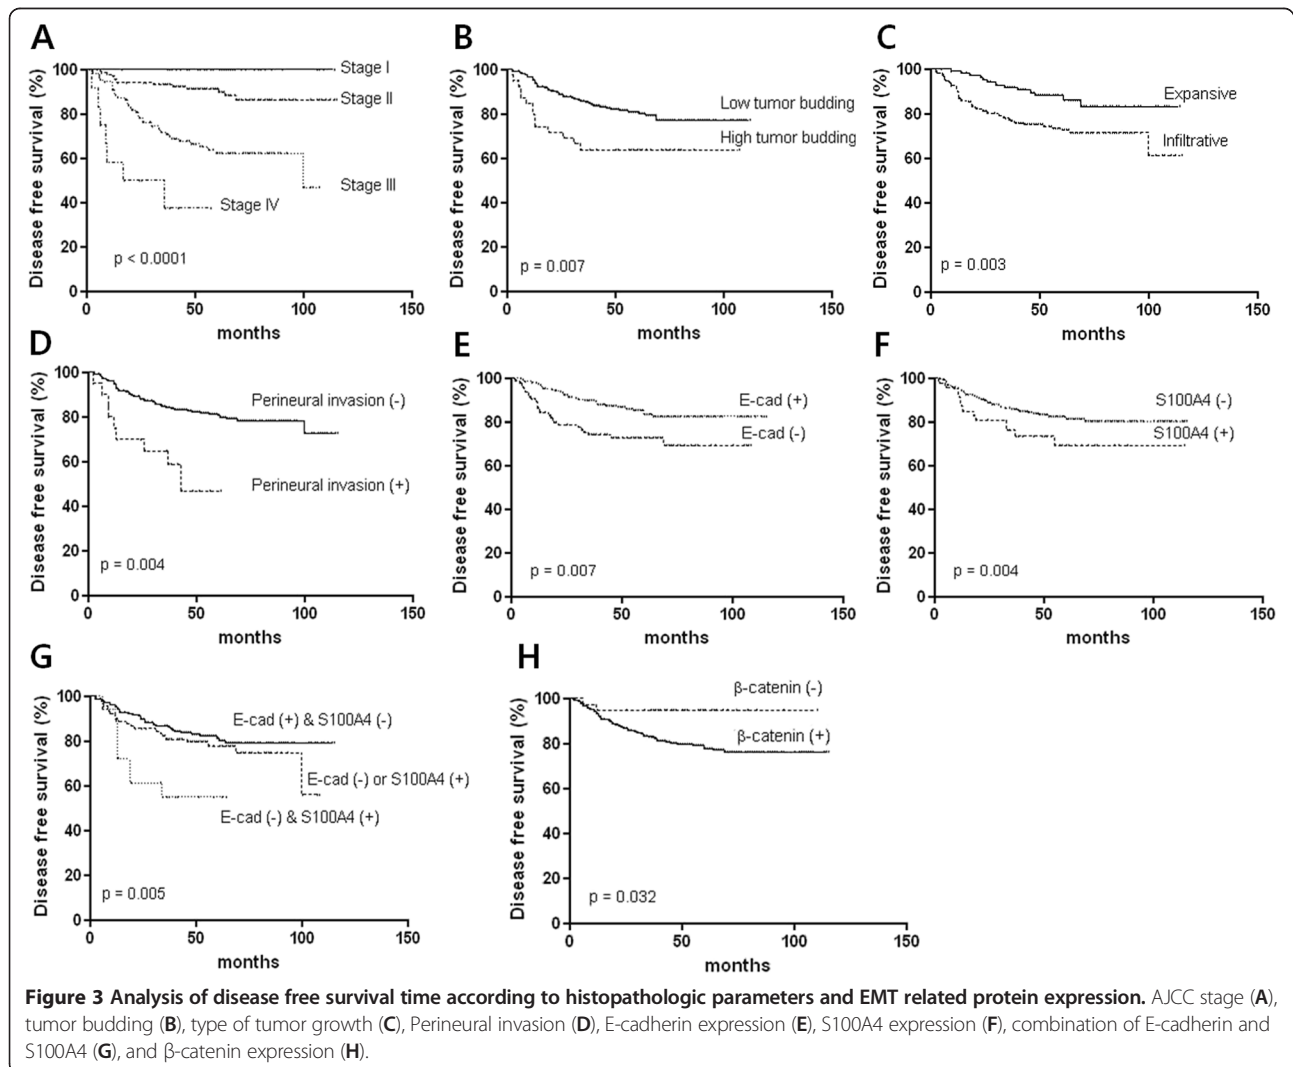 A
B
C
Disease free survival (%)
100
80
60
40
20
0
0
50
100
150
months
Stage I
Stage II
Stage III
Stage IV
p < 0.0001
Disease free survival (%)
100
80
60
40
20
0
0
50
100
150
months
Low tumor budding
High tumor budding
p = 0.007
Disease free survival (%)
100
80
60
40
20
0
0
50
100
150
months
Expansive
Infiltrative
p = 0.003
D
E
F
Disease free survival (%)
100
80
60
40
20
0
0
50
100
150
months
Perineural invasion (-)
Perineural invasion (+)
p = 0.004
Disease free survival (%)
100
80
60
40
20
0
0
50
100
150
months
E-cad (+)
E-cad (-)
p = 0.007
Disease free survival (%)
100
80
60
40
20
0
0
50
100
150
months
S100A4 (-)
S100A4 (+)
p = 0.004
G
H
Disease free survival (%)
100
80
60
40
20
0
0
50
100
150
months
E-cad (+) & S100A4 (-)
E-cad (-) or S100A4 (+)
E-cad (-) & S100A4 (+)
p = 0.005
Disease free survival (%)
100
80
60
40
20
0
0
50
100
150
months
β-catenin (-)
β-catenin (+)
p = 0.032
Figure 3 Analysis of disease free survival time according to histopathologic parameters and EMT related protein expression. AJCC stage (A),
tumor budding (B), type of tumor growth (C), Perineural invasion (D), E-cadherin expression (E), S100A4 expression (F), combination of E-cadherin and
S100A4 (G), and β-catenin expression (H).